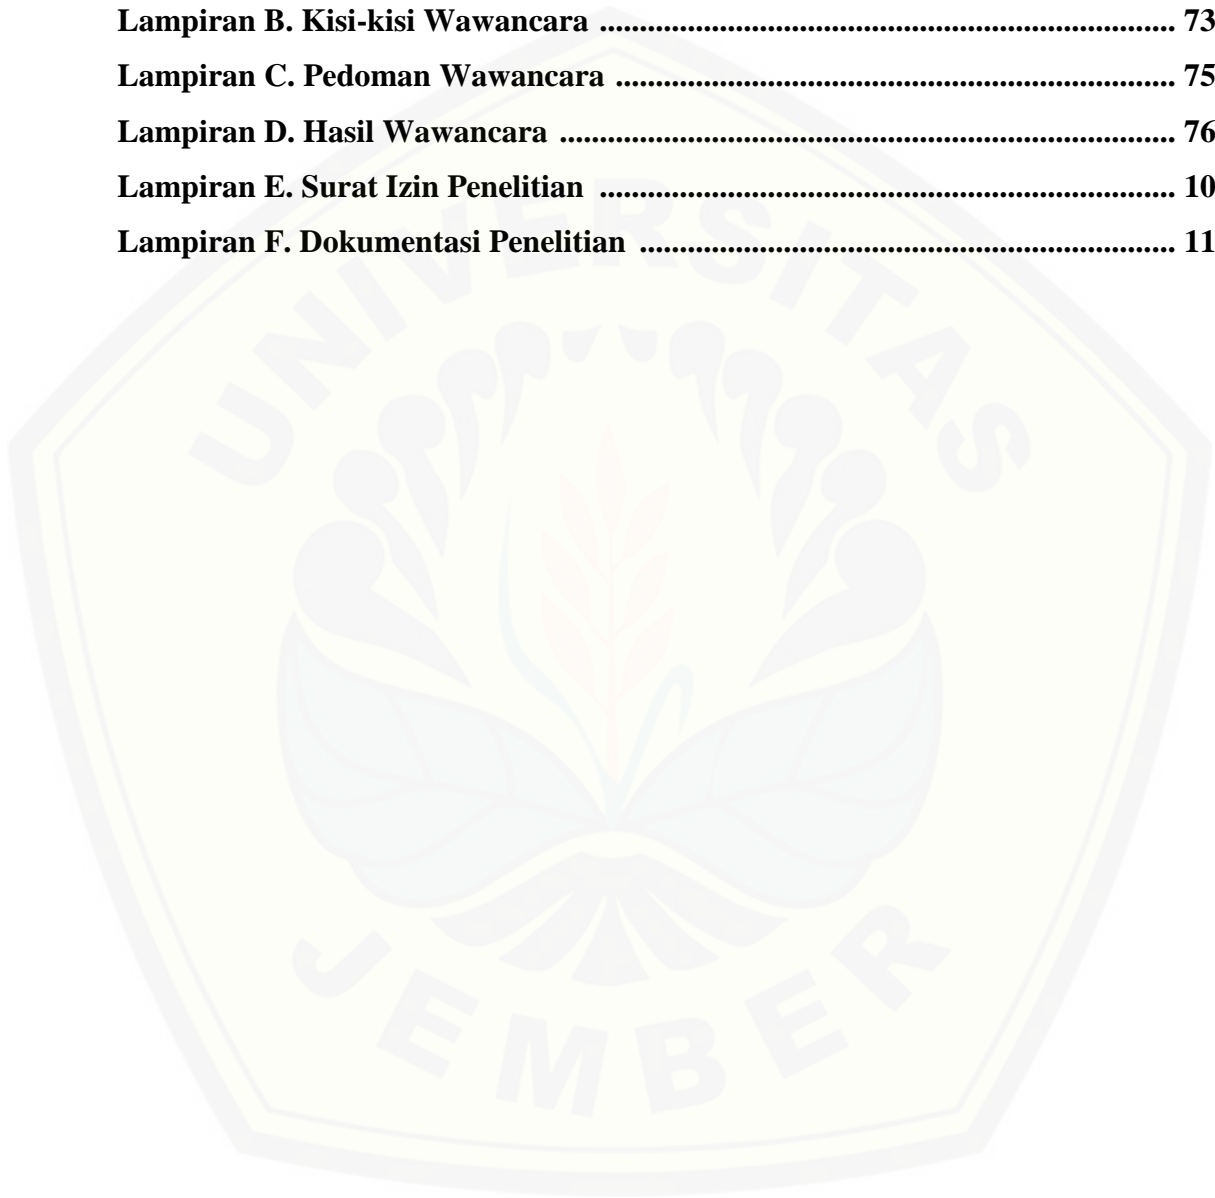 Lampiran B. Kisi-kisi Wawancara ........................................................................................ 73
Lampiran C. Pedoman Wawancara ..................................................................................... 75
Lampiran D. Hasil Wawancara .............................................................................................. 76
Lampiran E. Surat Izin Penelitian ........................................................................................ 10
Lampiran F. Dokumentasi Penelitian .................................................................................. 11
UNIVERSITAS
JEMBER